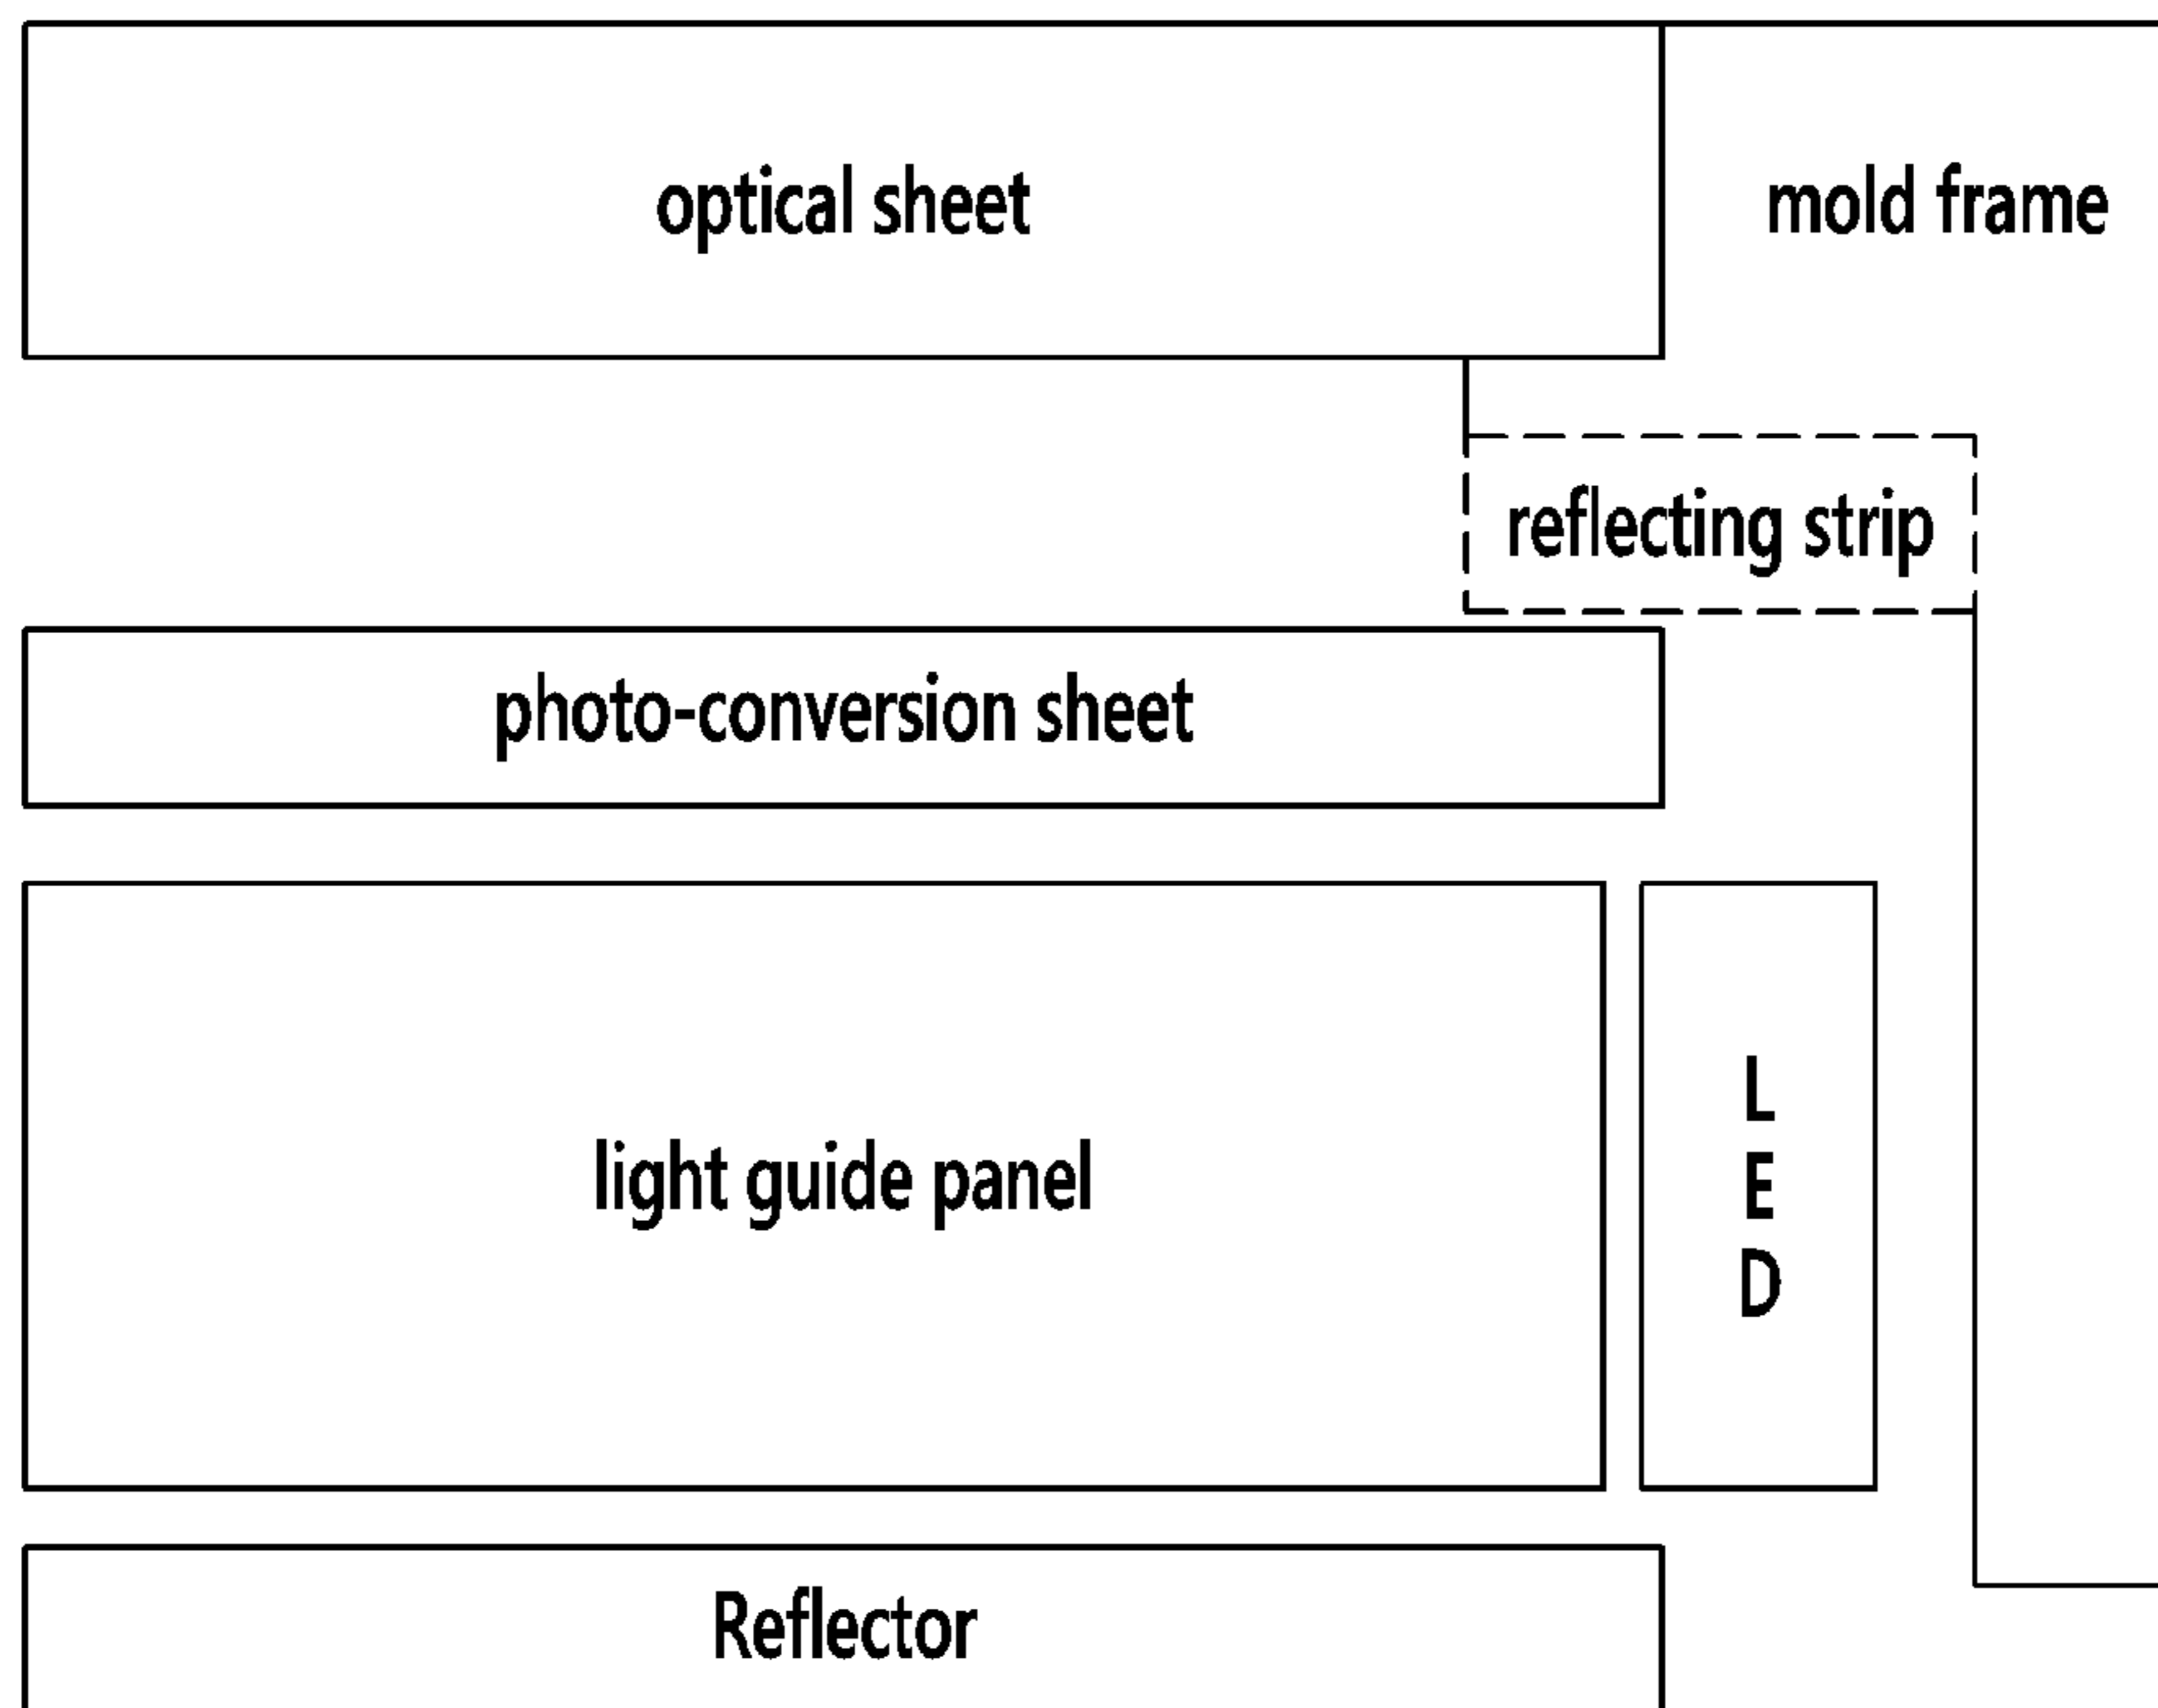 optical sheet
mold frame
reflecting strip
photo-conversion sheet
light guide panel
L
E
D
Reflector